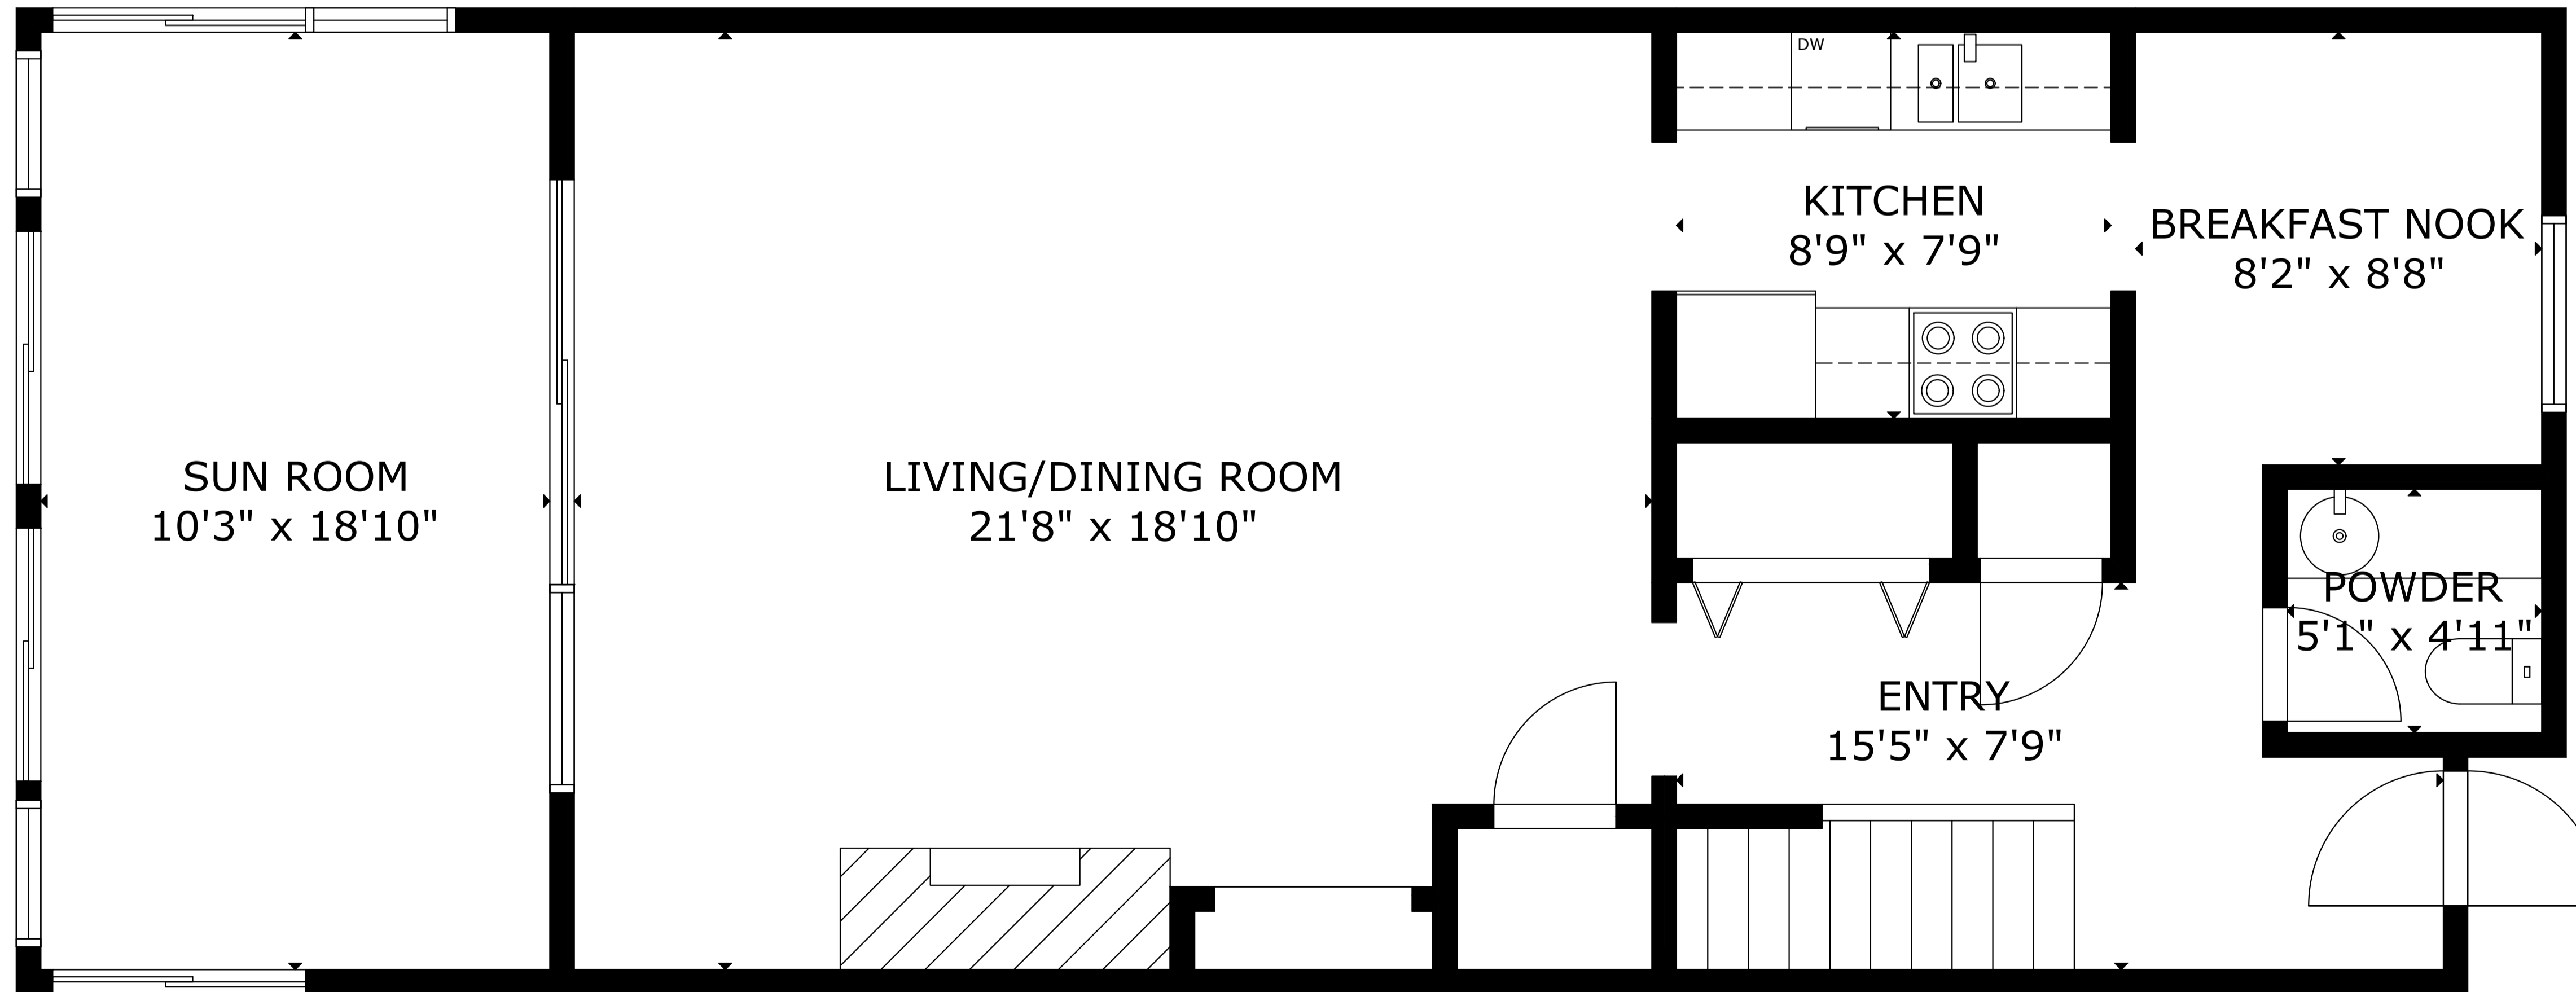 DW
KITCHEN
8'9" x 7'9"
BREAKFAST NOOK
8'2" x 8'8"
SUN ROOM
10'3" x 18'10"
LIVING/DINING ROOM
21'8" x 18'10"
POWDER
5'1" x 4'11"
ENTRY
15'5" x 7'9"